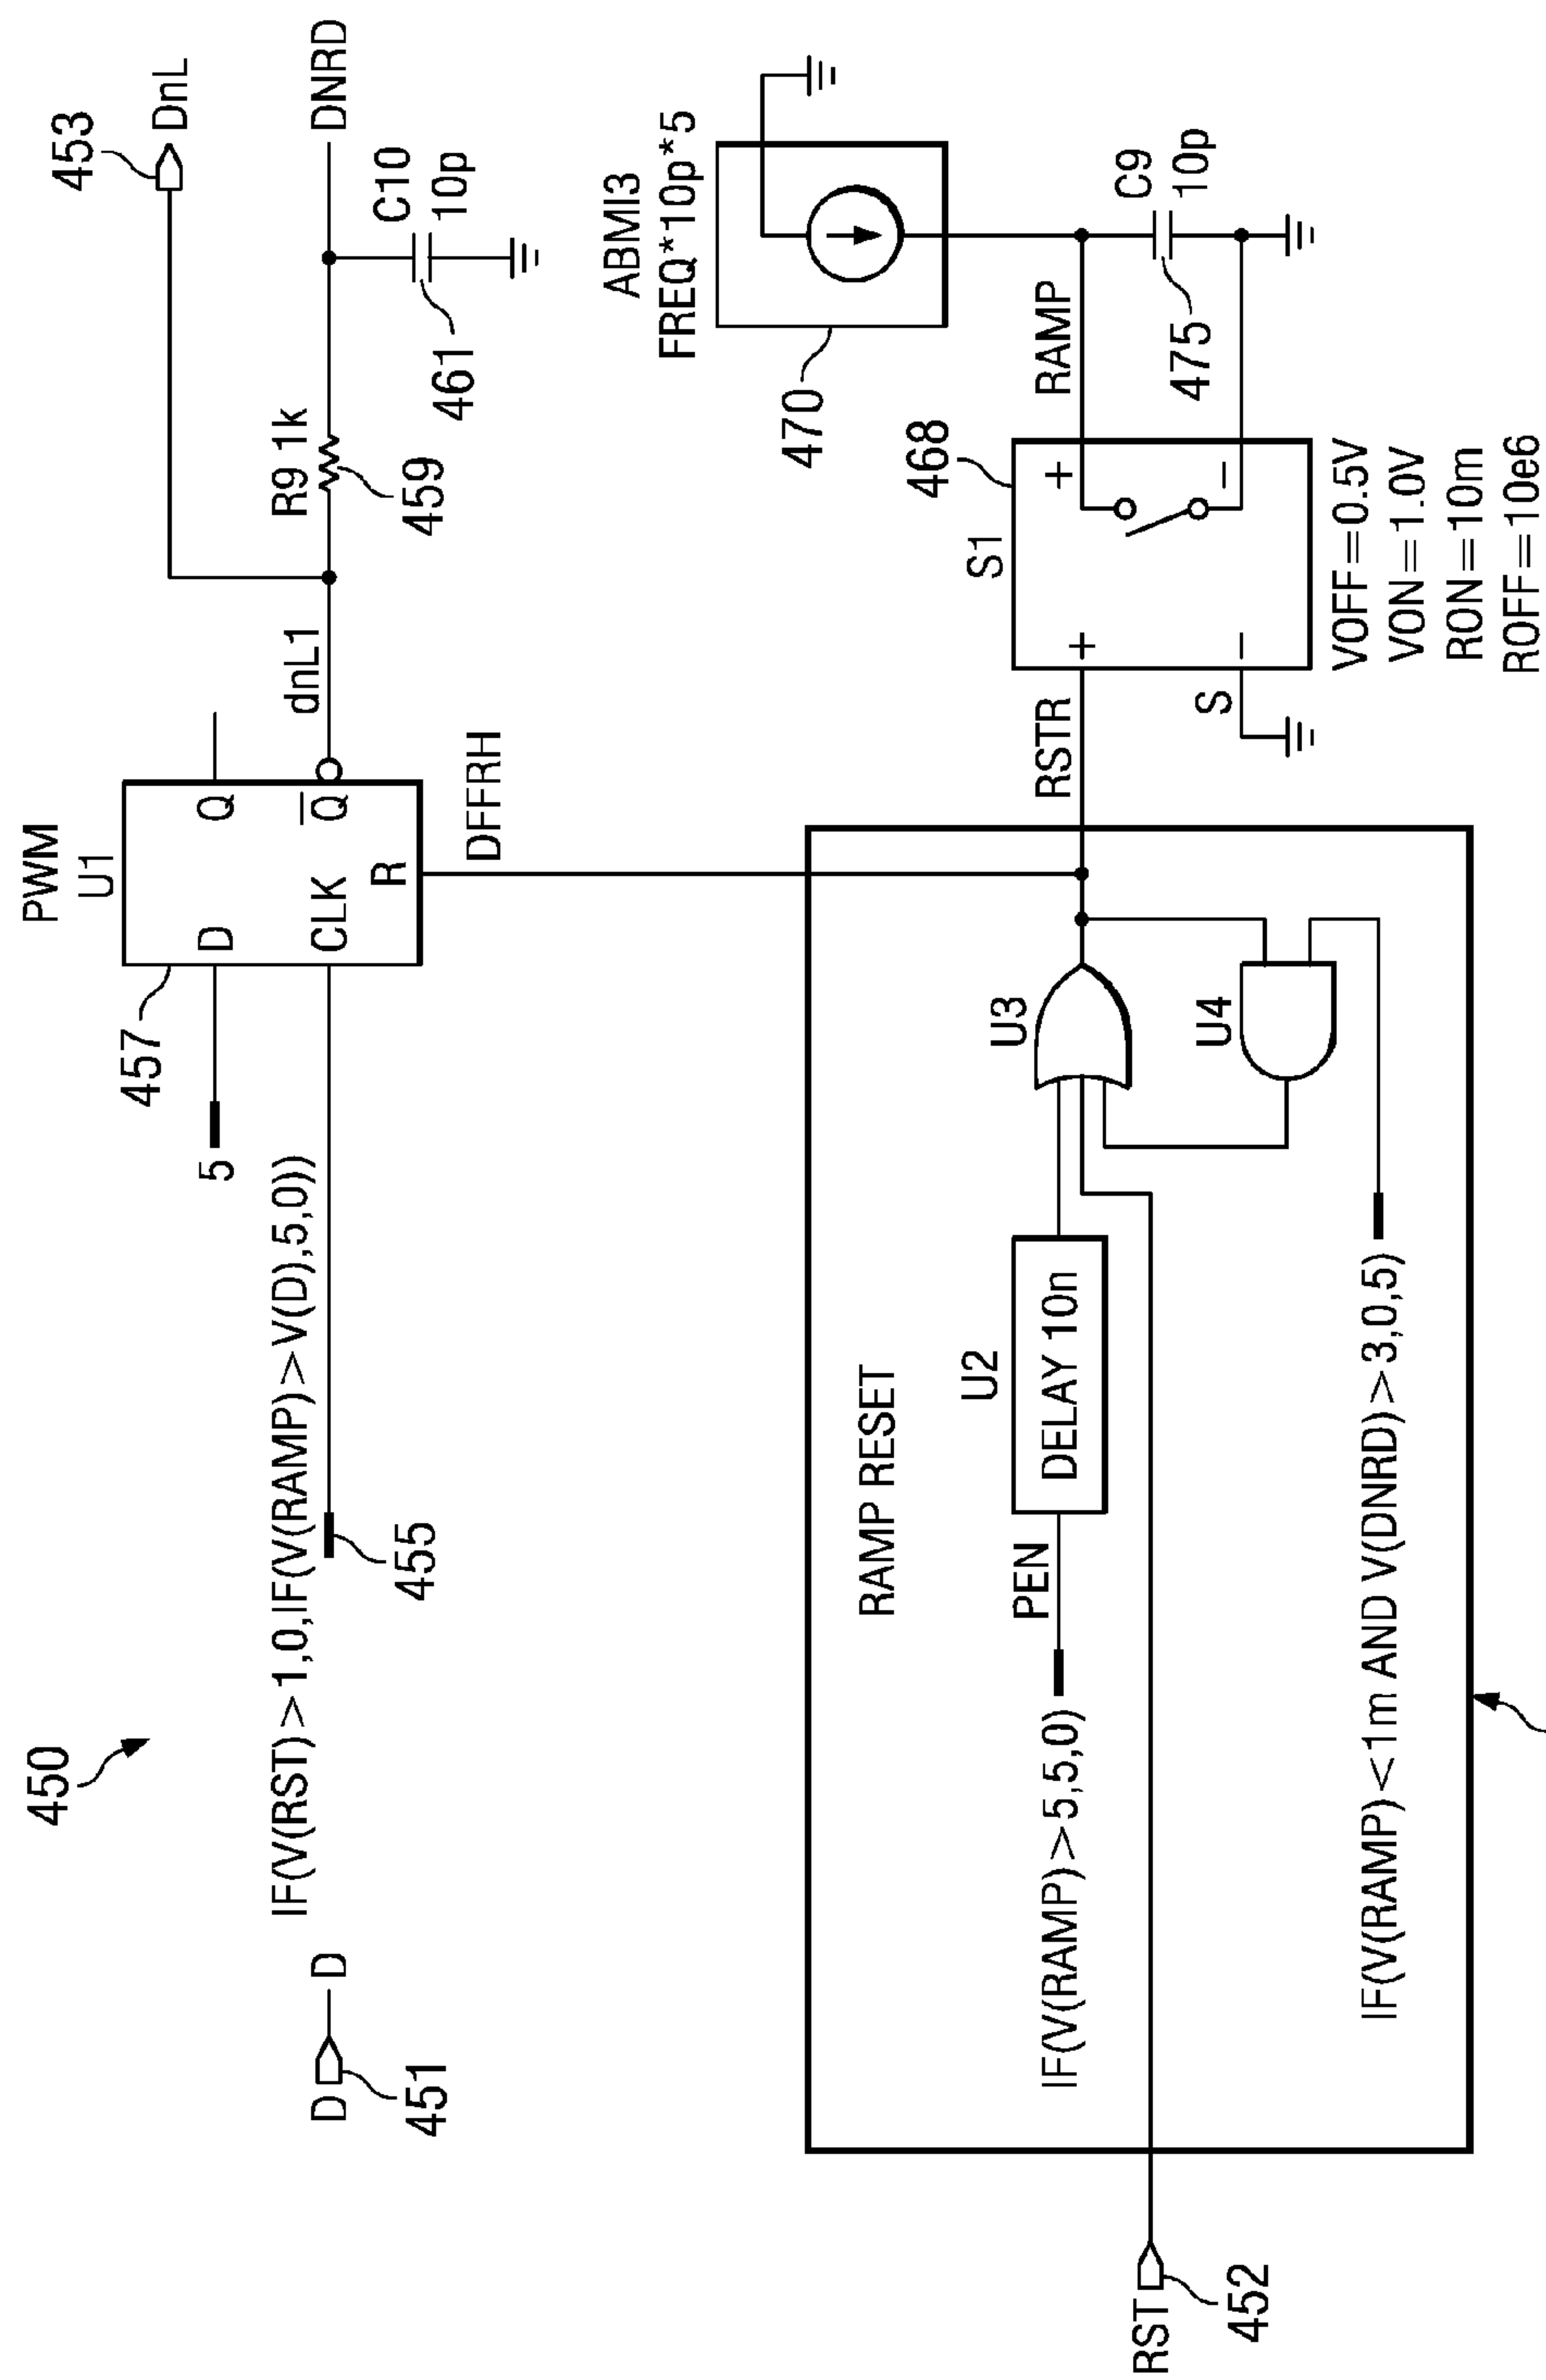 450
453
DnL
PWM
U1
457
5
D
Q
CLK
Q
R
dnL1
R9 1k
459
DNRD
C10
10p
461
D
D
451
IF(V(RST)>1,0,IF(V(RAMP)>V(D),5,0))
455
DFFRH
RAMP RESET
IF(V(RAMP)>5,5,0)
PEN
U2
DELAY 10n
U3
U4
IF(V(RAMP)<1m AND V(DNRD)>3,0,5)
RST
452
RSTR
S
S1
+
−
+
−
468
VOFF=0.5V
VON=1.0V
RON=10m
ROFF=10e6
RAMP
ABMI3
FREQ*10p*5
470
C9
10p
475